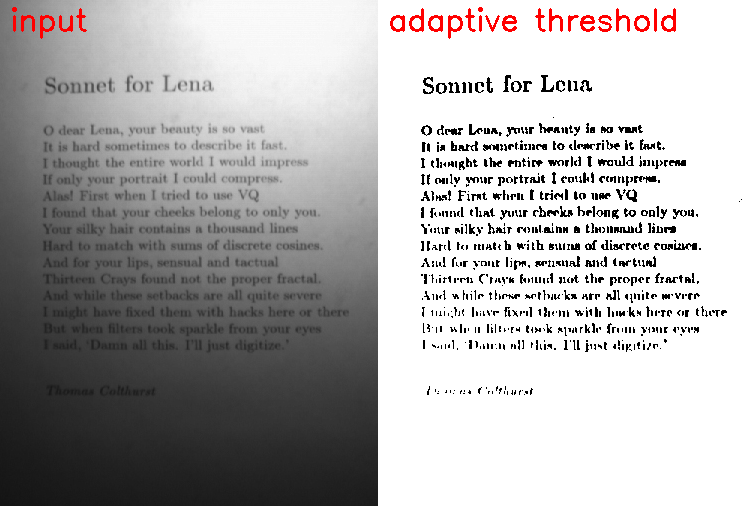 input
Sonnet for Lena
O dear Lena, your beauty is so vast
It is hard sometimes to describe it fast.
I thought the entire world I would impress
If only your portrait I could compress.
Alas! First when I tried to use VQ
I found that your cheeks belong to only you.
Your silky hair contains a thousand lines
Hard to match with sums of discrete cosines.
And for your lips, sensual and tactual
Thirteen Crays found not the proper fractal.
And while these setbacks are all quite severe
I might have fixed them with hacks here or there
But when filters took sparkle from your eyes
I said, 'Damn all this. I'll just digitize.'
Thomas Colthurst
adaptive threshold
Sonnet for Lena
O dear Lena, your beauty is so vast
It is hard sometimes to describe it fast.
I thought the entire world I would impress
If only your portrait I could compress.
Alas! First when I tried to use VQ
I found that your cheeks belong to only you.
Your silky hair contains a thousand lines
Hard to match with sums of discrete cosines.
And for your lips, sensual and tactual
Thirteen Crays found not the proper fractal.
And while these setbacks are all quite severe
I might have fixed them with hacks here or there
But when filters took sparkle from your eyes
I said, 'Damn all this. I'll just digitize.'
Thomas Colthurst